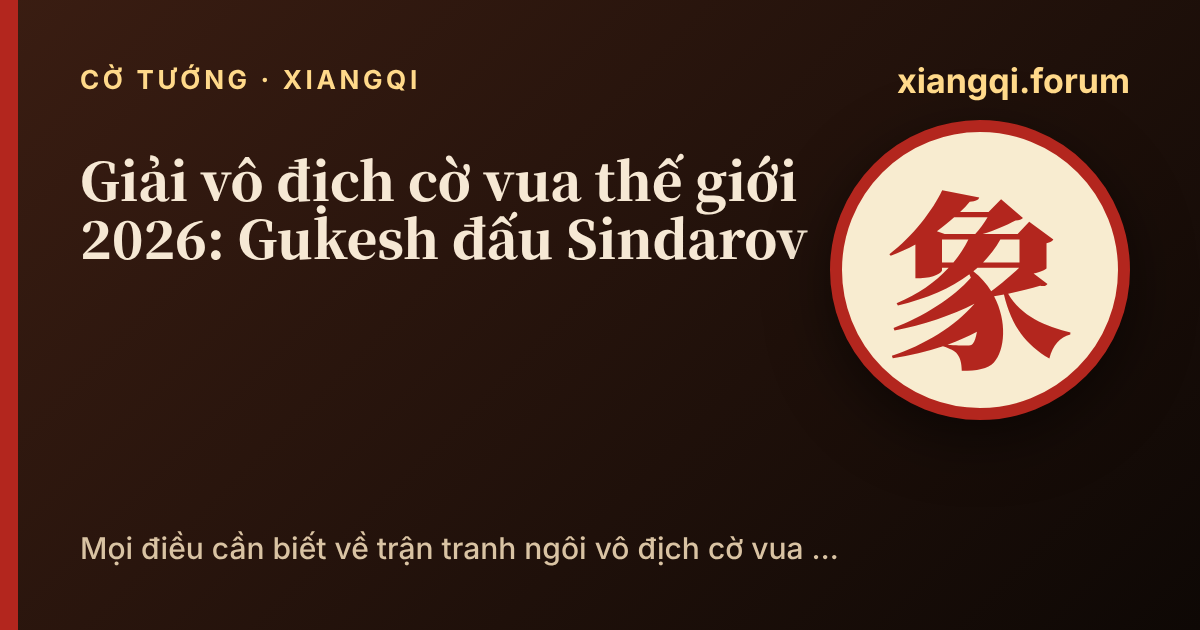 CỜ TƯỚNG · XIANGQI
xiangqi.forum
Giải vô địch cờ vua thế giới
2026: Gukesh đấu Sindarov
象
Mọi điều cần biết về trận tranh ngôi vô địch cờ vua ...